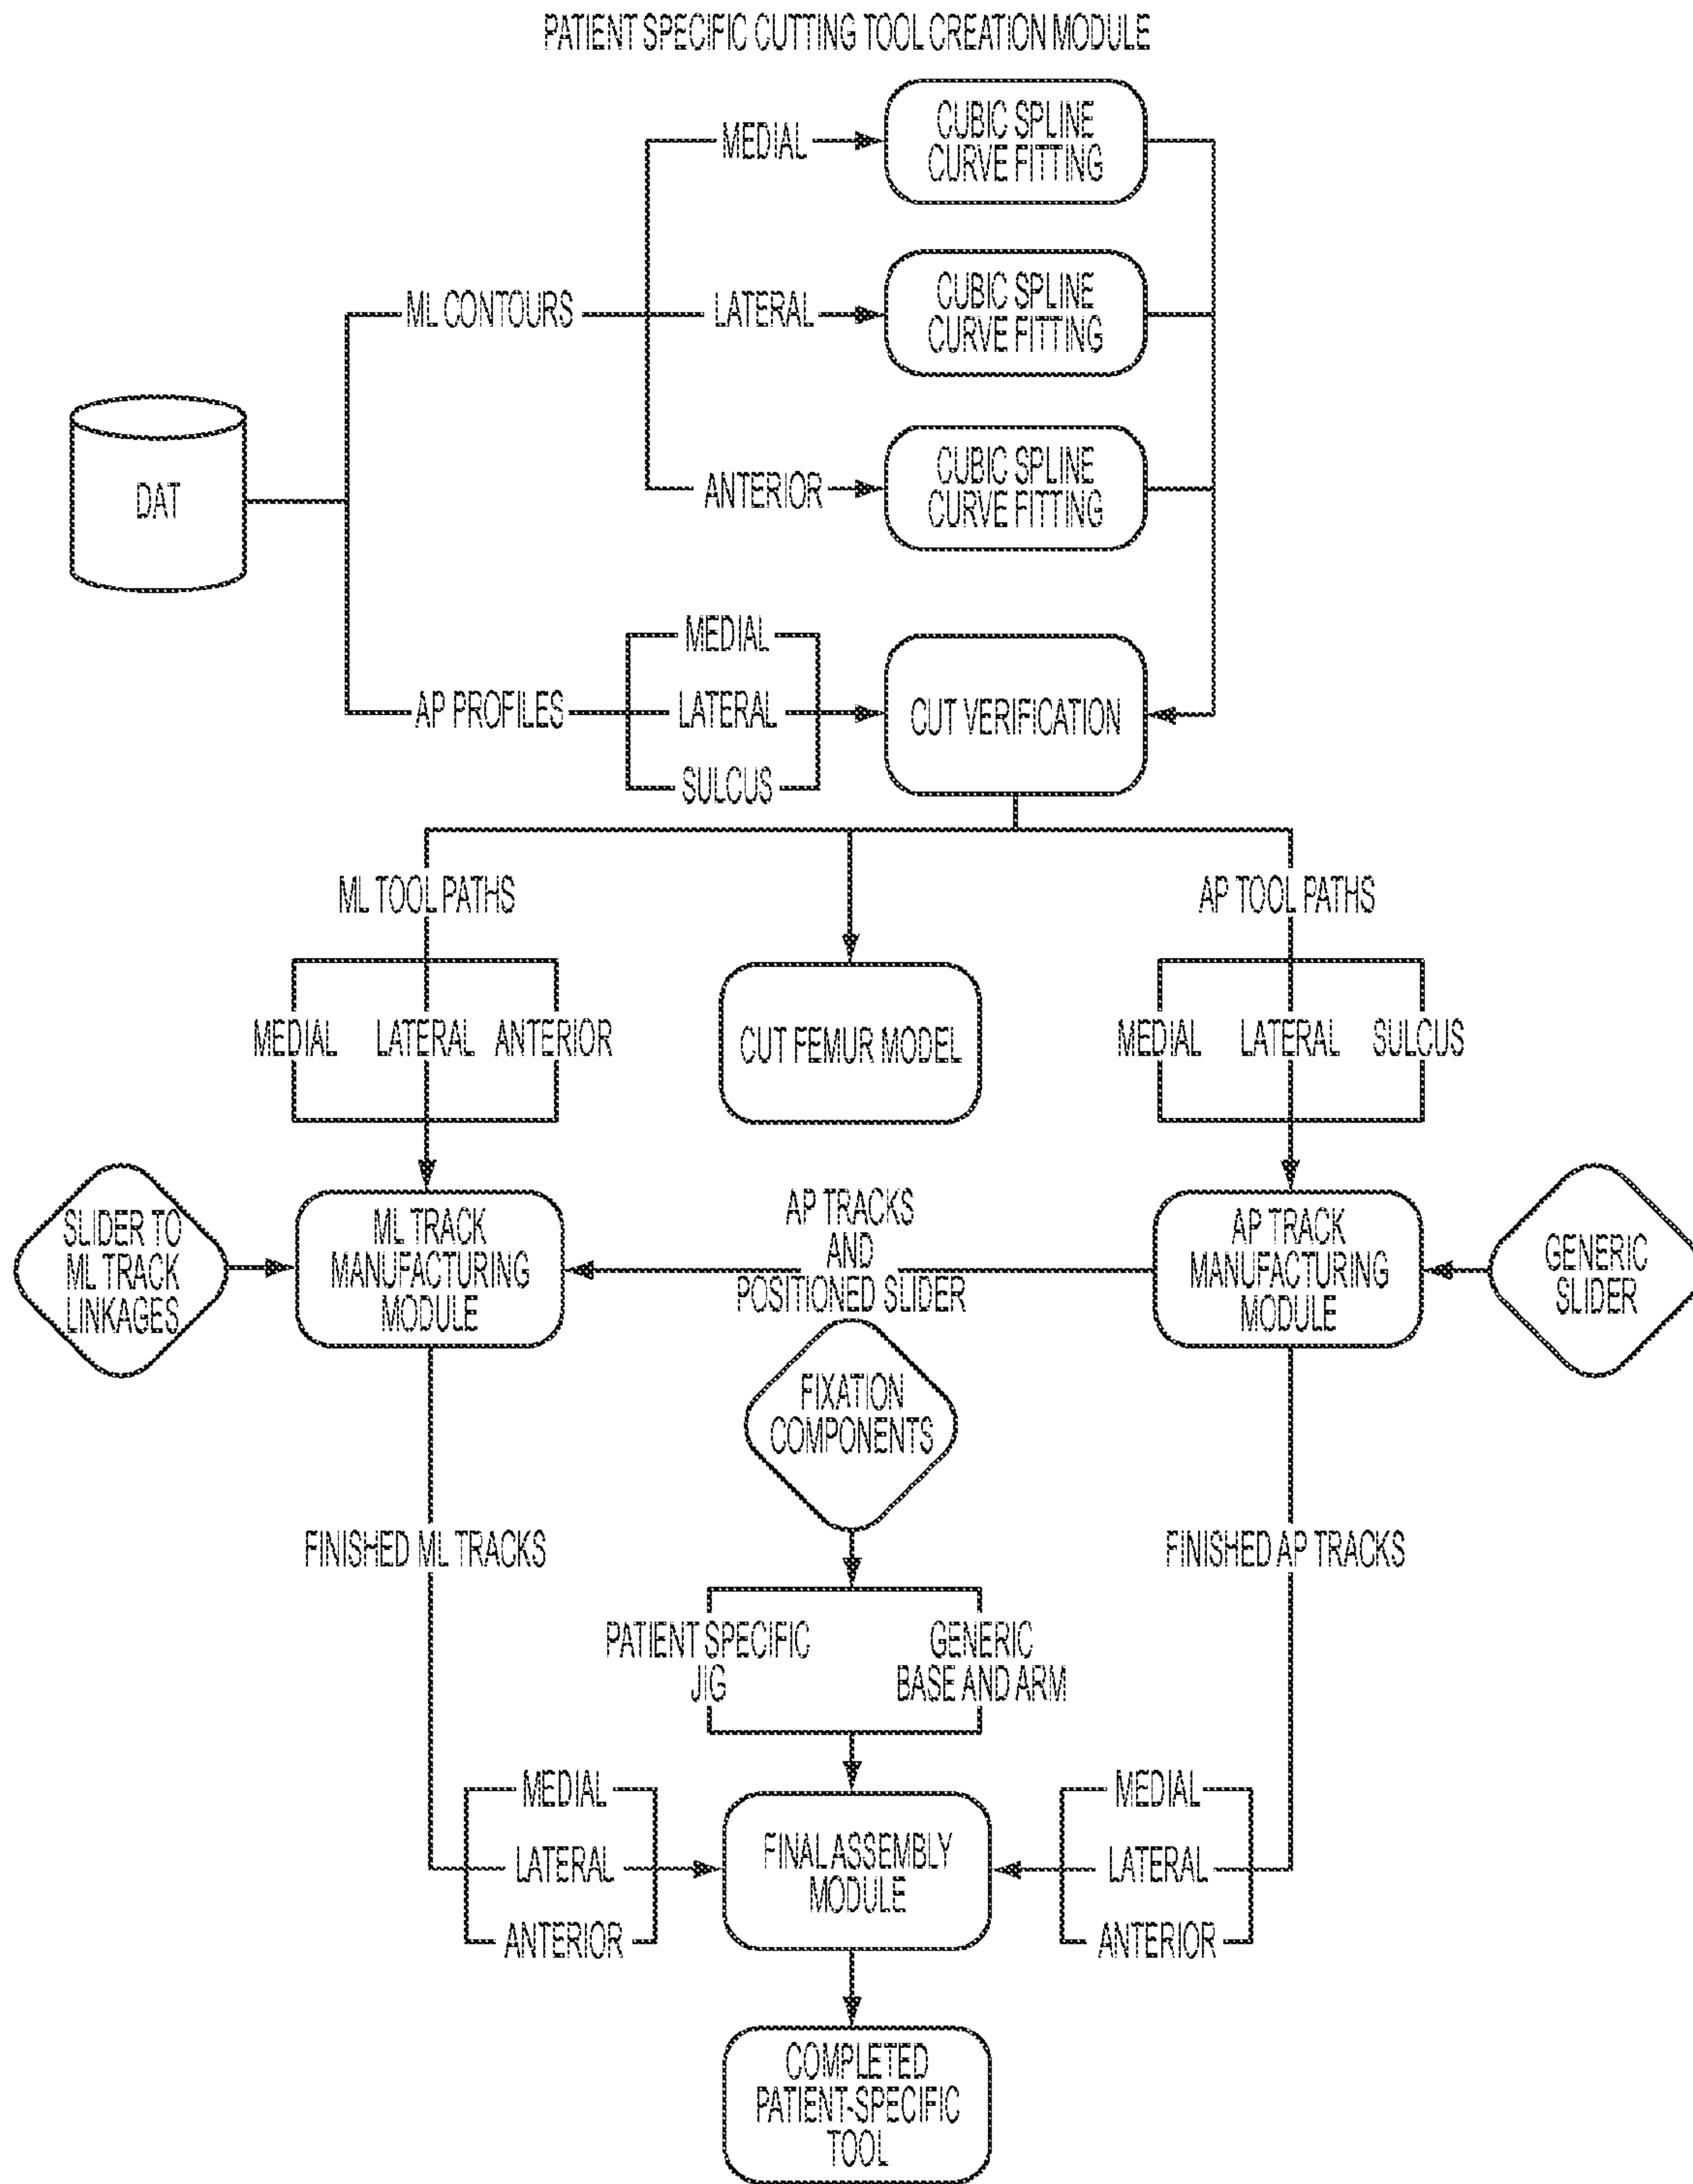 PATIENT SPECIFIC CUTTING TOOL CREATION MODULE
MEDIAL
CUBIC SPLINE
CURVE FITTING
ML CONTOURS
LATERAL
CUBIC SPLINE
CURVE FITTING
DAT
ANTERIOR
CUBIC SPLINE
CURVE FITTING
AP PROFILES
MEDIAL
LATERAL
SULCUS
CUT VERIFICATION
ML TOOL PATHS
AP TOOL PATHS
MEDIAL
LATERAL
ANTERIOR
CUT FEMUR MODEL
MEDIAL
LATERAL
SULCUS
SLIDER TO
ML TRACK
LINKAGES
ML TRACK
MANUFACTURING
MODULE
AP TRACKS
AND
POSITIONED SLIDER
AP TRACK
MANUFACTURING
MODULE
GENERIC
SLIDER
FIXATION
COMPONENTS
FINISHED ML TRACKS
FINISHED AP TRACKS
PATIENT SPECIFIC
JIG
GENERIC
BASE AND ARM
MEDIAL
LATERAL
ANTERIOR
FINAL ASSEMBLY
MODULE
MEDIAL
LATERAL
ANTERIOR
COMPLETED
PATIENT-SPECIFIC
TOOL